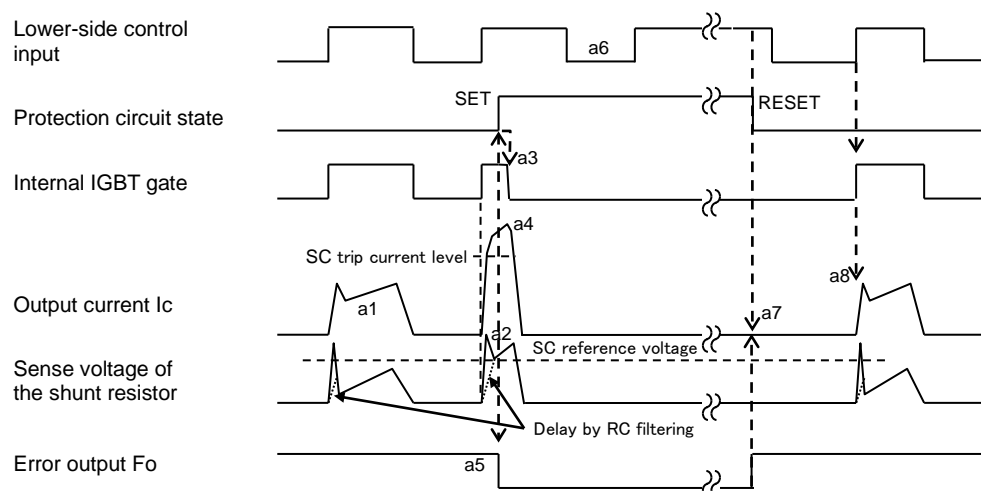 Lower-side control
input
a6
SET
RESET
Protection circuit state
a3
Internal IGBT gate
a4
SC trip current level
a8
Output current Ic
a1
a7
a2
SC reference voltage
Sense voltage of
the shunt resistor
Delay by RC filtering
Error output Fo
a5